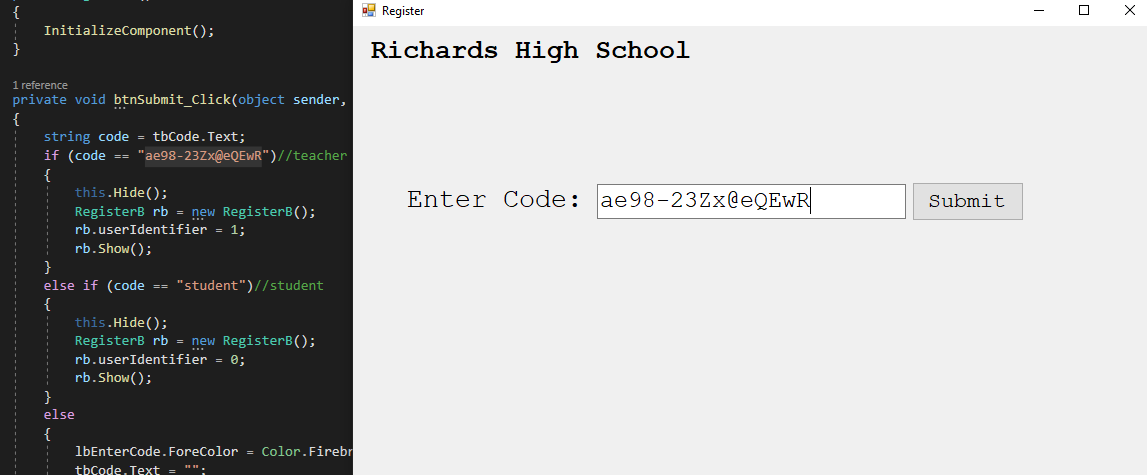 {
InitializeComponent();
}
1 reference
private void btnSubmit_Click(object sender,
{
string code = tbCode.Text;
if (code == "ae98-23Zx@eQEwR")//teacher
{
this.Hide();
RegisterB rb = new RegisterB();
rb.userIdentifier = 1;
rb.Show();
}
else if (code == "student")//student
{
this.Hide();
RegisterB rb = new RegisterB();
rb.userIdentifier = 0;
rb.Show();
}
else
{
lbEnterCode.ForeColor = Color.Firebr
tbCode.Text = "";
Register
Richards High School
Enter Code: ae98-23Zx@eQEwR Submit